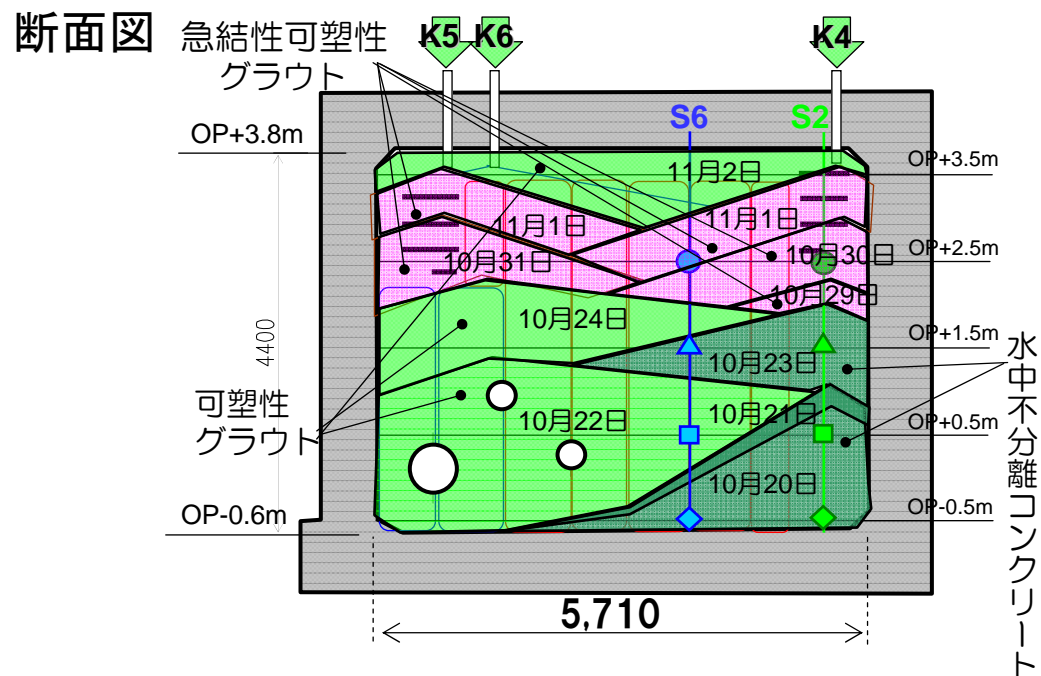 断面図
急結性可塑性
グラウト
K5
K6
K4
S6
S2
OP+3.8m
OP+3.5m
11月2日
11月1日
11月1日
10月31日
10月30日
OP+2.5m
10月29日
10月24日
4400
OP+1.5m
10月23日
水中不分離コンクリート
可塑性
グラウト
10月22日
10月21日
OP+0.5m
10月20日
OP-0.6m
OP-0.5m
5,710